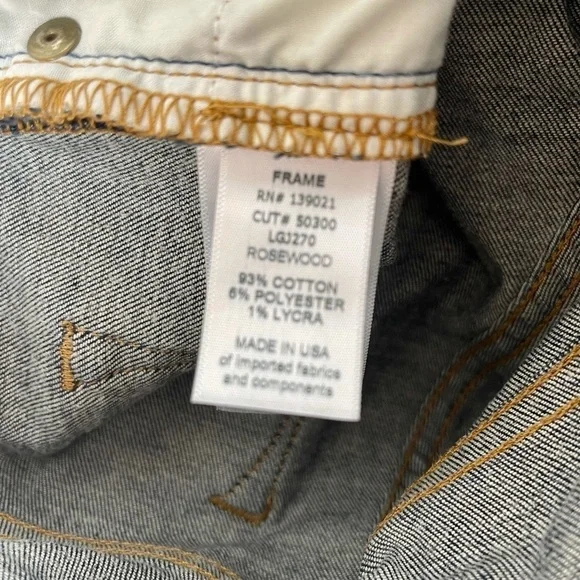 FRAME
RN# 139021
CUT# 50300
LGJ270
ROSEWOOD
93% COTTON
6% POLYESTER
1% LYCRA
MADE IN USA
of imported fabrics
and components